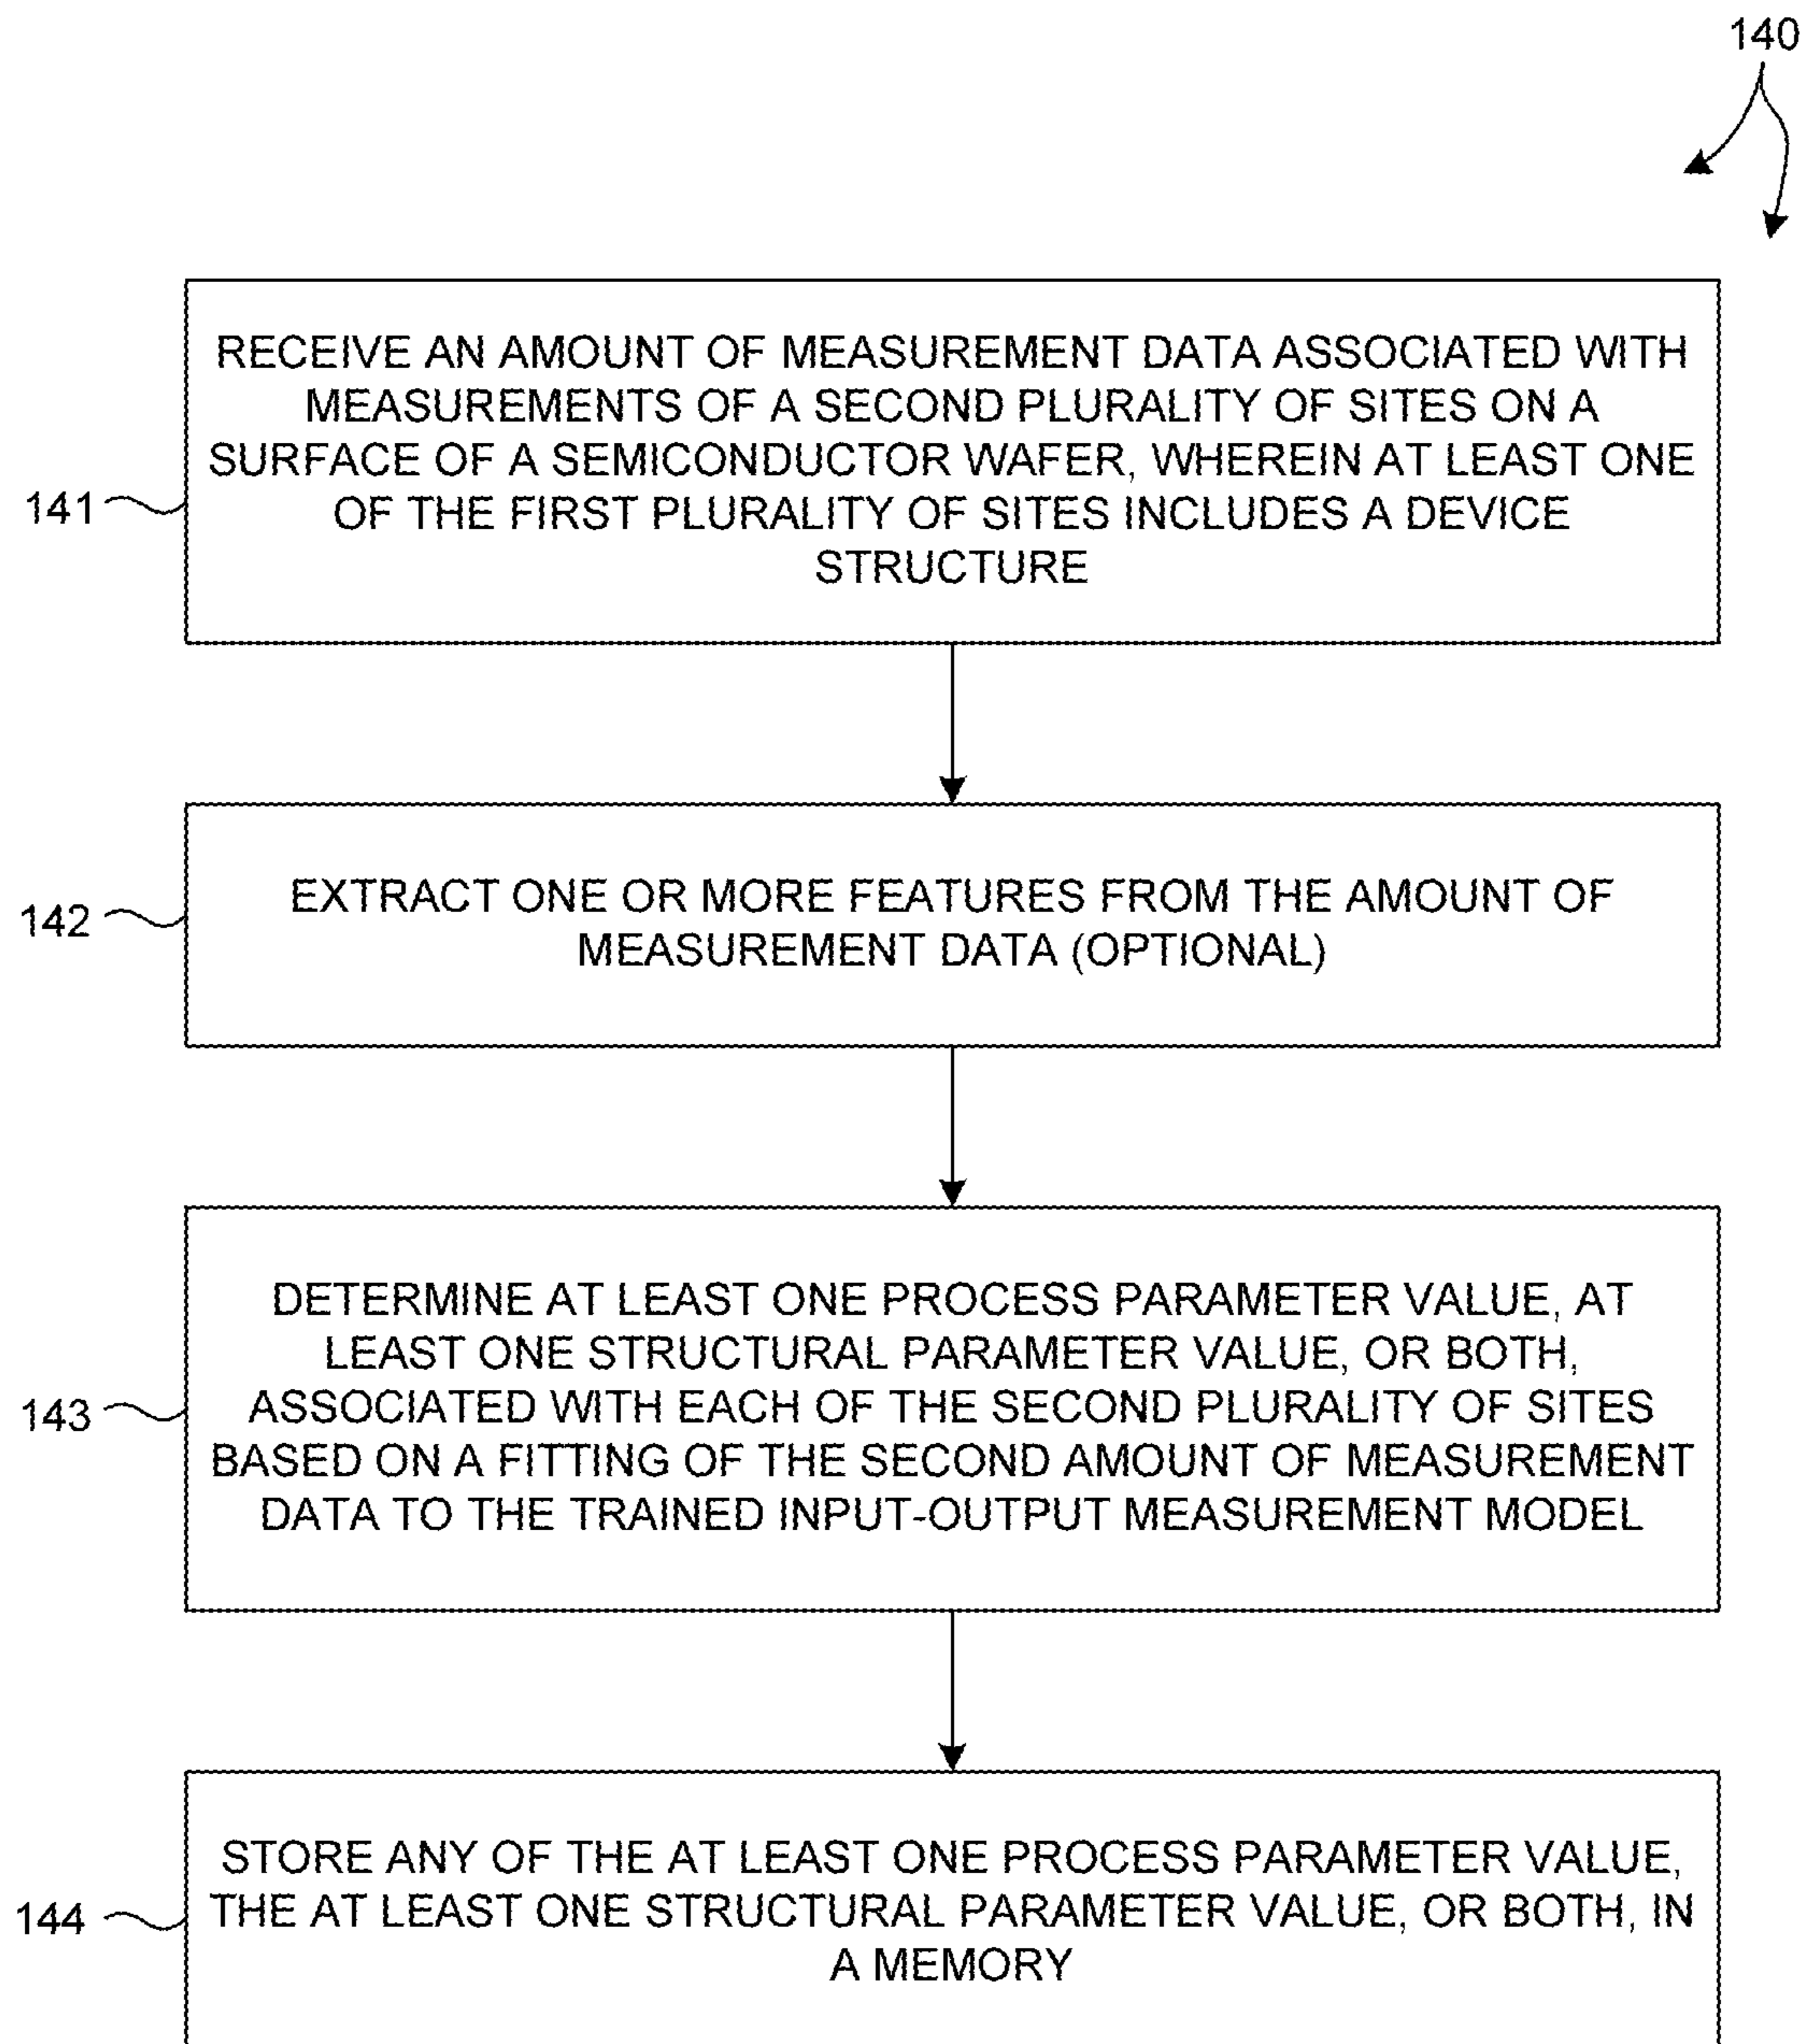 140
RECEIVE AN AMOUNT OF MEASUREMENT DATA ASSOCIATED WITH
MEASUREMENTS OF A SECOND PLURALITY OF SITES ON A
SURFACE OF A SEMICONDUCTOR WAFER, WHEREIN AT LEAST ONE
OF THE FIRST PLURALITY OF SITES INCLUDES A DEVICE
STRUCTURE
141
EXTRACT ONE OR MORE FEATURES FROM THE AMOUNT OF
MEASUREMENT DATA (OPTIONAL)
142
DETERMINE AT LEAST ONE PROCESS PARAMETER VALUE, AT
LEAST ONE STRUCTURAL PARAMETER VALUE, OR BOTH,
ASSOCIATED WITH EACH OF THE SECOND PLURALITY OF SITES
BASED ON A FITTING OF THE SECOND AMOUNT OF MEASUREMENT
DATA TO THE TRAINED INPUT-OUTPUT MEASUREMENT MODEL
143
STORE ANY OF THE AT LEAST ONE PROCESS PARAMETER VALUE,
THE AT LEAST ONE STRUCTURAL PARAMETER VALUE, OR BOTH, IN
A MEMORY
144